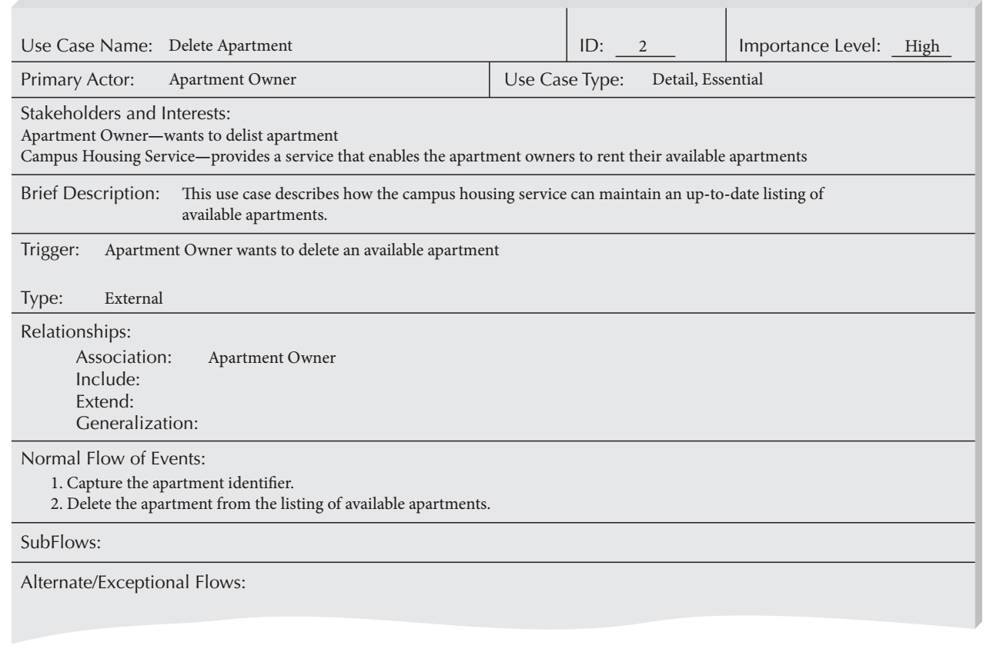 Use Case Name: Delete Apartment ID: 2 Importance Level: High
Primary Actor: Apartment Owner Use Case Type: Detail, Essential
Stakeholders and Interests:
Apartment Owner—wants to delist apartment
Campus Housing Service—provides a service that enables the apartment owners to rent their available apartments
Brief Description: This use case describes how the campus housing service can maintain an up-to-date listing of
available apartments.
Trigger: Apartment Owner wants to delete an available apartment
Type: External
Relationships:
Association: Apartment Owner
Include:
Extend:
Generalization:
Normal Flow of Events:
1. Capture the apartment identifier.
2. Delete the apartment from the listing of available apartments.
SubFlows:
Alternate/Exceptional Flows: